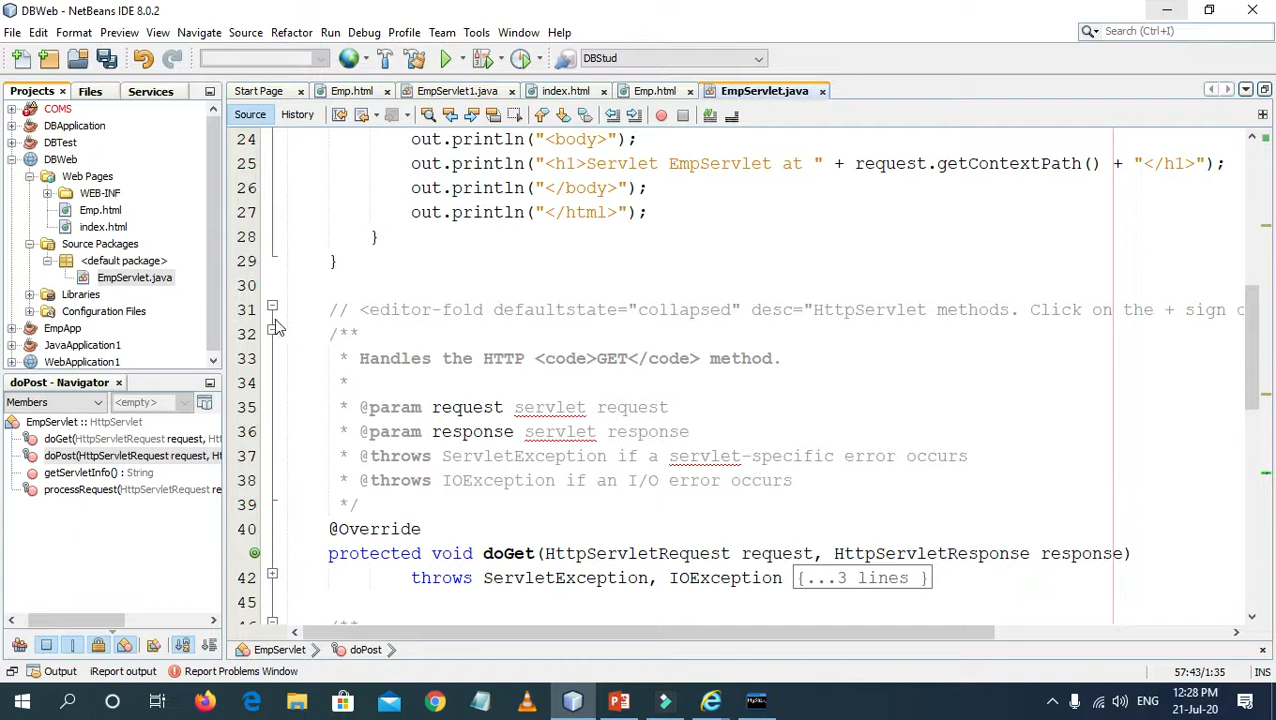 DBWeb - NetBeans IDE 8.0.2
File Edit Format Preview View Navigate Source Refactor Run Debug Profile Team Tools Window Help
Search (Ctrl+I)
DBStud
Projects Files Services
Start Page Emp.html EmpServlet1.java index.html Emp.html EmpServlet.java
Source History
COMS
DBApplication
DBTest
DBWeb
Web Pages
WEB-INF
Emp.html
index.html
Source Packages
<default package>
EmpServlet.java
Libraries
Configuration Files
EmpApp
JavaApplication1
WebApplication1
doPost - Navigator
Members <empty>
EmpServlet :: HttpServlet
doGet(HttpServletRequest request, Ht
doPost(HttpServletRequest request, H
getServletInfo() : String
processRequest(HttpServletRequest re
24 out.println("<body>");
25 out.println("<h1>Servlet EmpServlet at " + request.getContextPath() + "</h1>");
26 out.println("</body>");
27 out.println("</html>");
28 }
29 }
30
31 // <editor-fold defaultstate="collapsed" desc="HttpServlet methods. Click on the + sign o
32 /**
33 * Handles the HTTP <code>GET</code> method.
34 *
35 * @param request servlet request
36 * @param response servlet response
37 * @throws ServletException if a servlet-specific error occurs
38 * @throws IOException if an I/O error occurs
39 */
40 @Override
protected void doGet(HttpServletRequest request, HttpServletResponse response)
42 throws ServletException, IOException {...3 lines }
45
46 /**
EmpServlet doPost
Output iReport output Report Problems Window
57:43/1:35 INS
ENG 12:28 PM
21-Jul-20